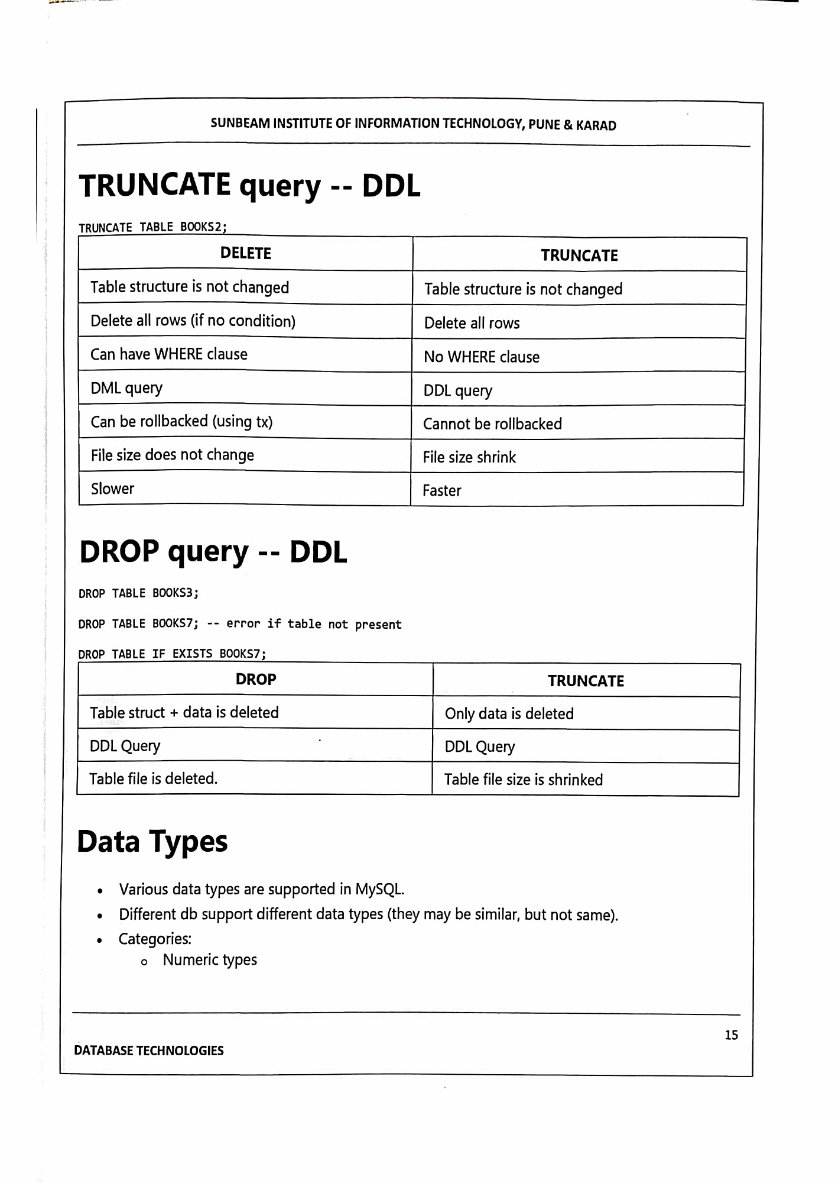 SUNBEAM INSTITUTE OF INFORMATION TECHNOLOGY, PUNE & KARAD
TRUNCATE query -- DDL
TRUNCATE TABLE BOOKS2;
DELETE TRUNCATE
Table structure is not changed Table structure is not changed
Delete all rows (if no condition) Delete all rows
Can have WHERE clause No WHERE clause
DML query DDL query
Can be rollbacked (using tx) Cannot be rollbacked
File size does not change File size shrink
Slower Faster
DROP query -- DDL
DROP TABLE BOOKS3;
DROP TABLE BOOKS7; -- error if table not present
DROP TABLE IF EXISTS BOOKS7;
DROP TRUNCATE
Table struct + data is deleted Only data is deleted
DDL Query DDL Query
Table file is deleted. Table file size is shrinked
Data Types
• Various data types are supported in MySQL.
• Different db support different data types (they may be similar, but not same).
• Categories:
o Numeric types
15
DATABASE TECHNOLOGIES